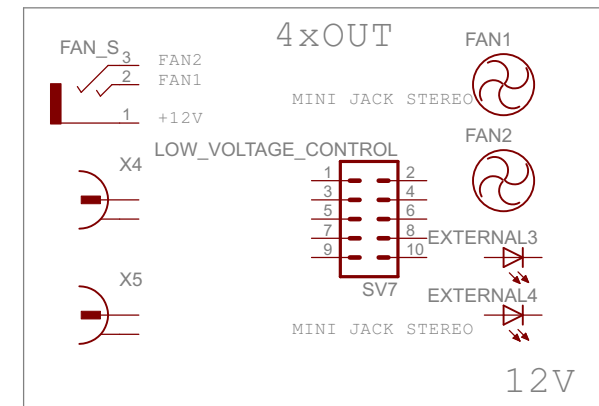 4xOUT
FAN_S
3 FAN2
2 FAN1
1 +12V
FAN1
MINI JACK STEREO
FAN2
LOW_VOLTAGE_CONTROL
X4
1 2
3 4
5 6
7 8
9 10
SV7
EXTERNAL3
X5
EXTERNAL4
MINI JACK STEREO
12V